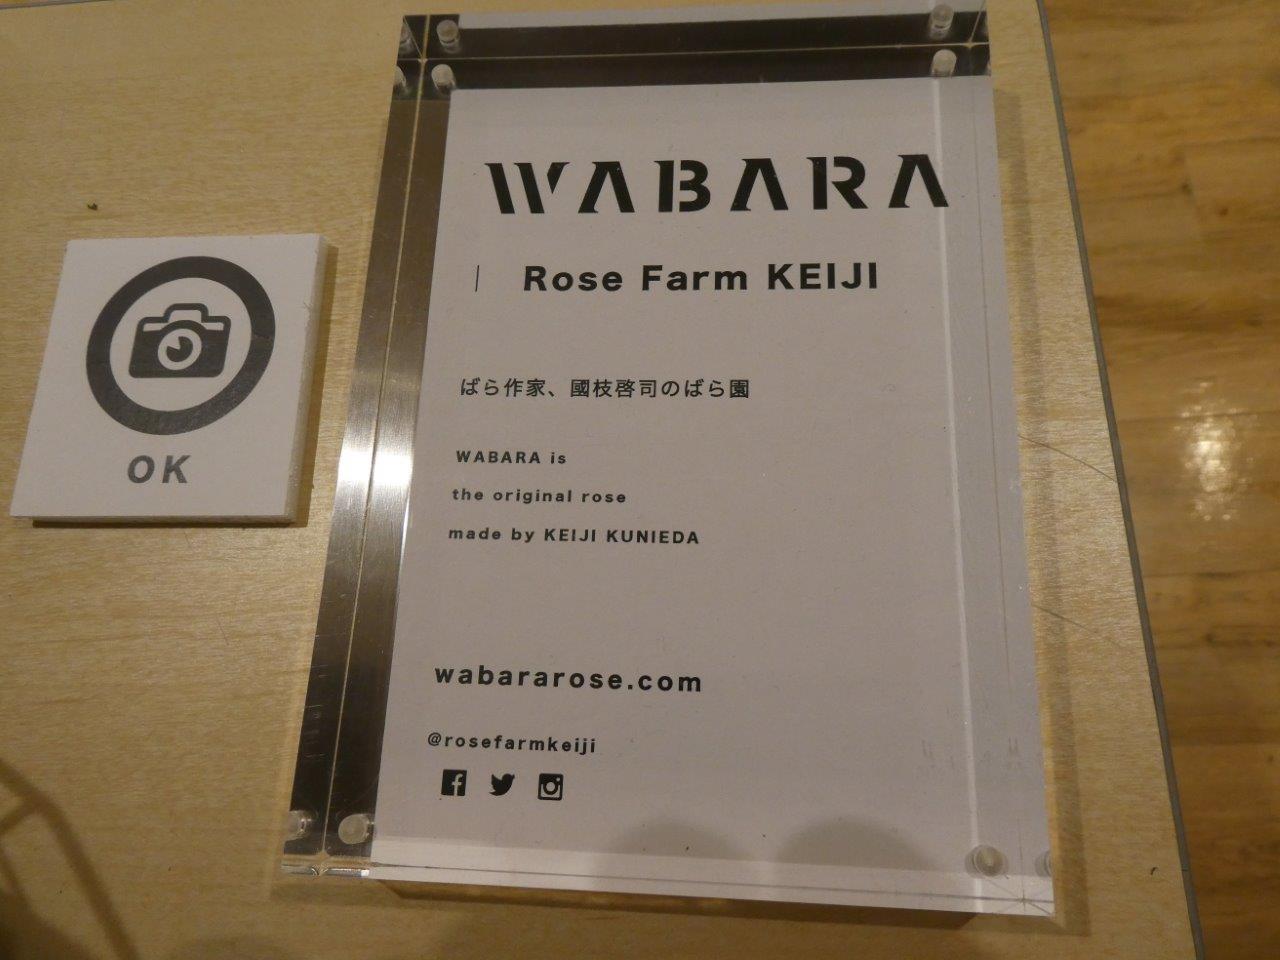 WABARA
| Rose Farm KEIJI
ばら作家、國枝啓司のばら園
WABARA is
the original rose
made by KEIJI KUNIEDA
wabararose.com
@rosefarmkeiji
OK